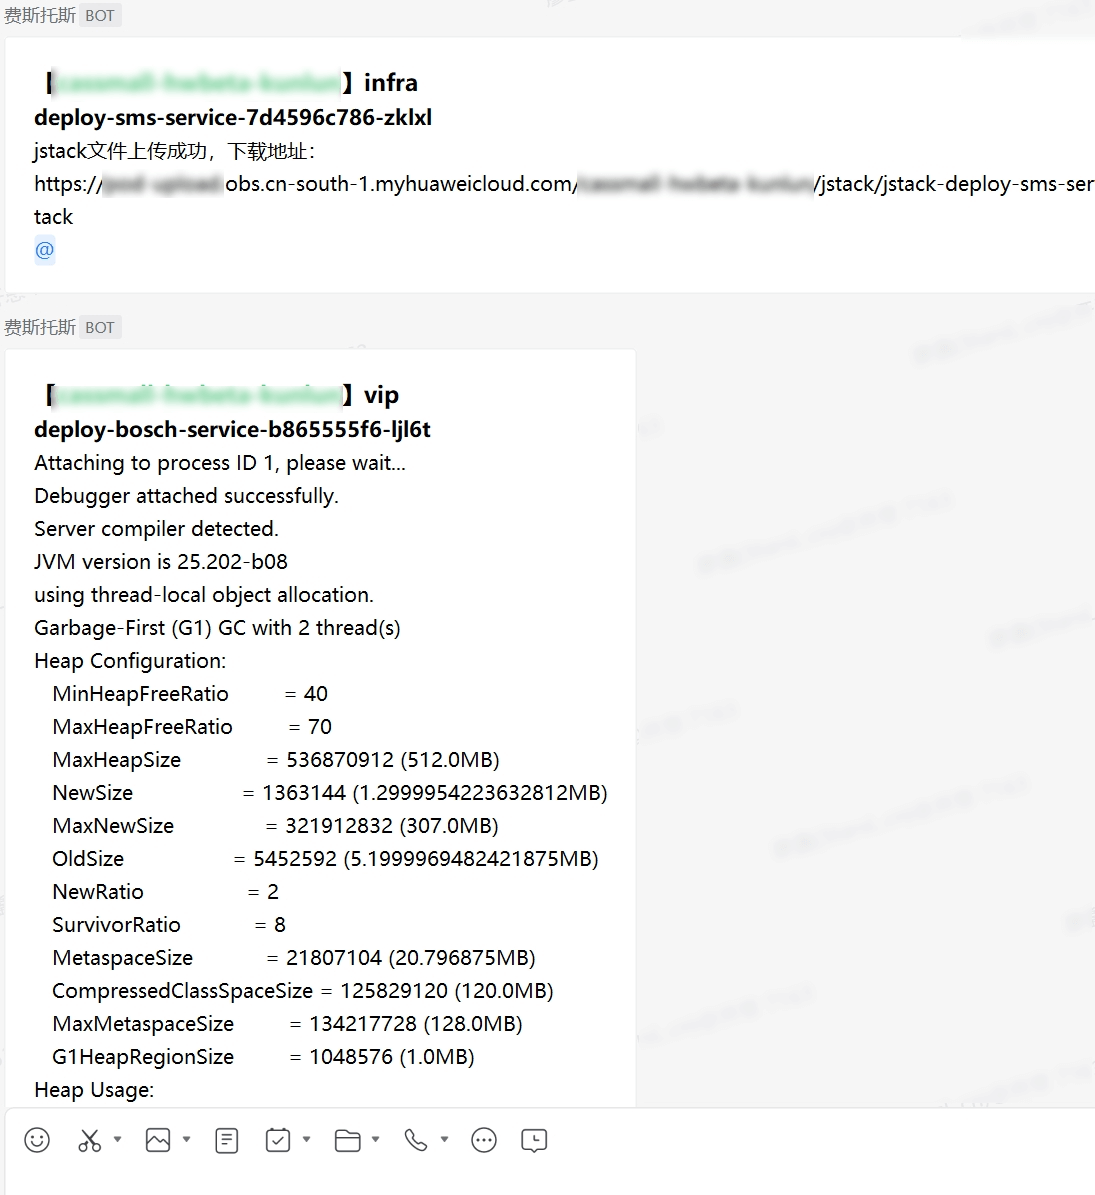 费斯托斯 BOT
【】infra
deploy-sms-service-7d4596c786-zklxl
jstack文件上传成功，下载地址：
https://obs.cn-south-1.myhuaweicloud.com//jstack/jstack-deploy-sms-ser
tack
@
费斯托斯 BOT
【】vip
deploy-bosch-service-b865555f6-ljl6t
Attaching to process ID 1, please wait...
Debugger attached successfully.
Server compiler detected.
JVM version is 25.202-b08
using thread-local object allocation.
Garbage-First (G1) GC with 2 thread(s)
Heap Configuration:
MinHeapFreeRatio = 40
MaxHeapFreeRatio = 70
MaxHeapSize = 536870912 (512.0MB)
NewSize = 1363144 (1.2999954223632812MB)
MaxNewSize = 321912832 (307.0MB)
OldSize = 5452592 (5.1999969482421875MB)
NewRatio = 2
SurvivorRatio = 8
MetaspaceSize = 21807104 (20.796875MB)
CompressedClassSpaceSize = 125829120 (120.0MB)
MaxMetaspaceSize = 134217728 (128.0MB)
G1HeapRegionSize = 1048576 (1.0MB)
Heap Usage: